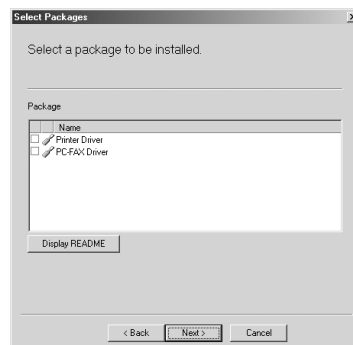 Select Packages
Select a package to be installed.
Package
Name
Printer Driver
PC-FAX Driver
Display README
< Back Next > Cancel